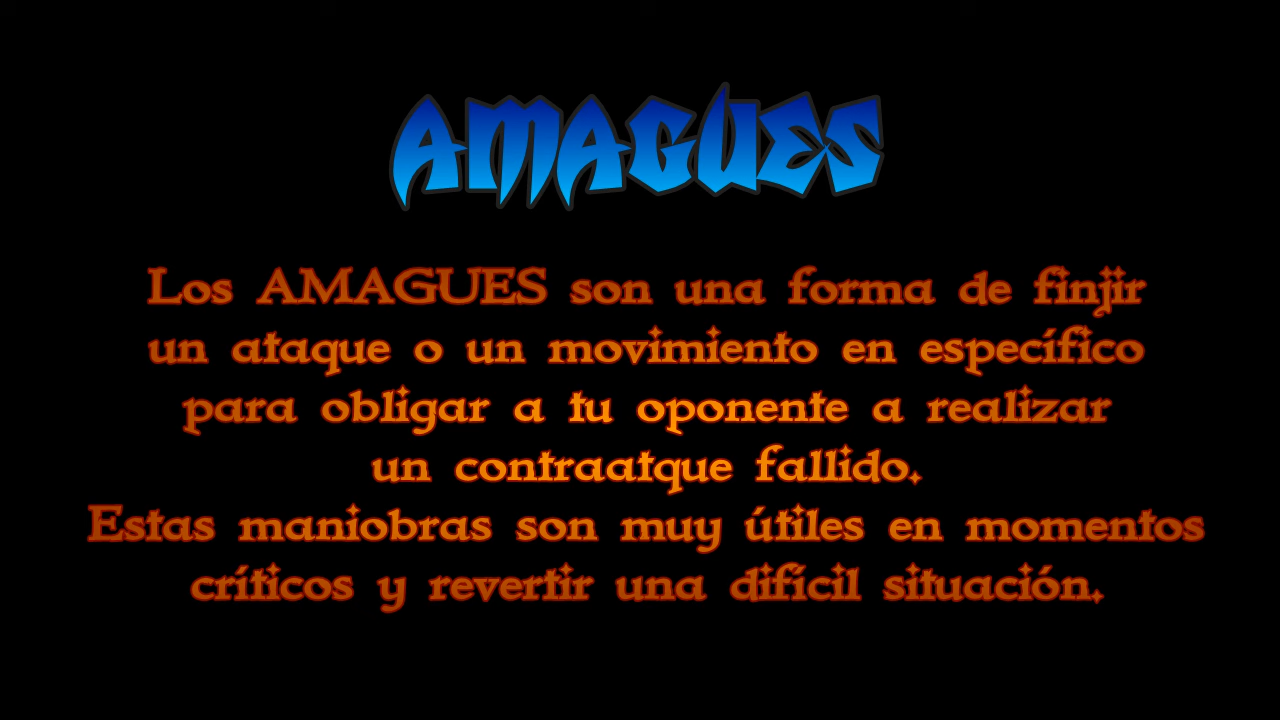 AMAGUES
Los AMAGUES son una forma de finjir
un ataque o un movimiento en específico
para obligar a tu oponente a realizar
un contraatque fallido.
Estas maniobras son muy útiles en momentos
críticos y revertir una difícil situación.